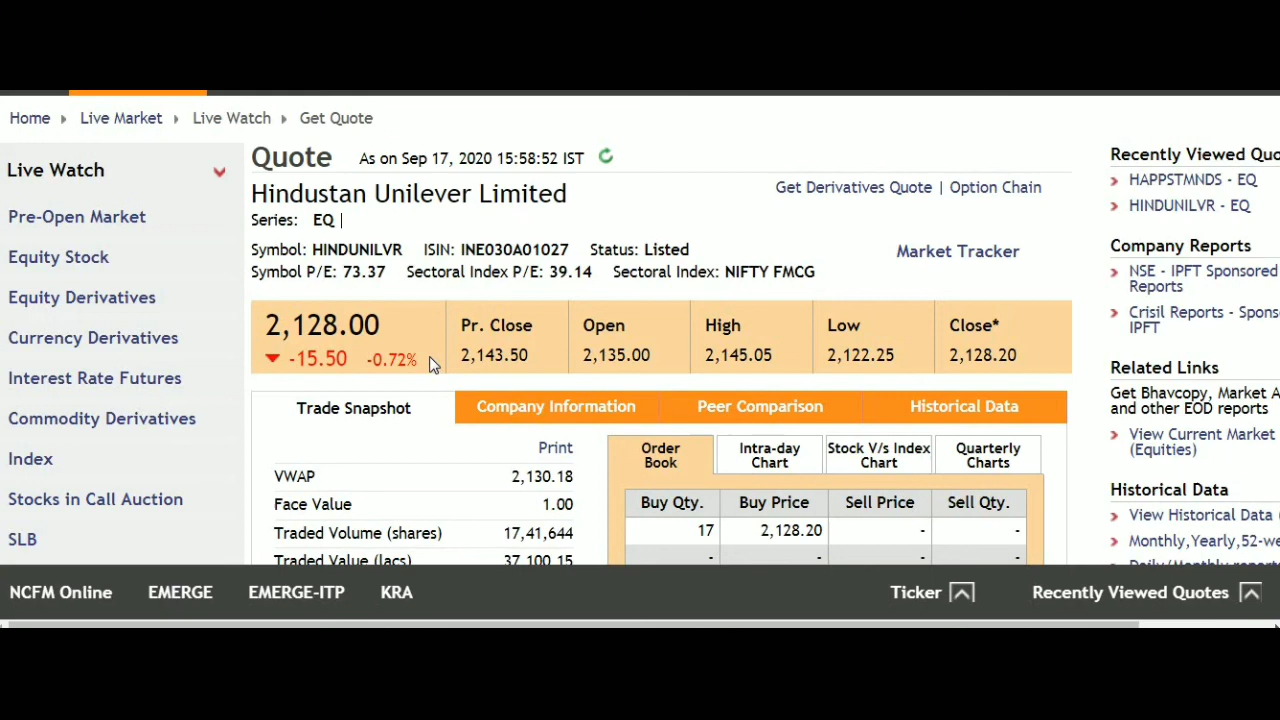 Home Live Market Live Watch Get Quote
Live Watch
Pre-Open Market
Equity Stock
Equity Derivatives
Currency Derivatives
Interest Rate Futures
Commodity Derivatives
Index
Stocks in Call Auction
SLB
Quote As on Sep 17, 2020 15:58:52 IST
Hindustan Unilever Limited
Get Derivatives Quote | Option Chain
Series: EQ |
Symbol: HINDUNILVR ISIN: INE030A01027 Status: Listed
Market Tracker
Symbol P/E: 73.37 Sectoral Index P/E: 39.14 Sectoral Index: NIFTY FMCG
2,128.00 Pr. Close Open High Low Close*
-15.50 -0.72% 2,143.50 2,135.00 2,145.05 2,122.25 2,128.20
Trade Snapshot Company Information Peer Comparison Historical Data
Print
VWAP 2,130.18
Face Value 1.00
Traded Volume (shares) 17,41,644
Traded Value (lacs) 37,100.15
Order Book Intra-day Chart Stock V/s Index Chart Quarterly Charts
Buy Qty. Buy Price Sell Price Sell Qty.
17 2,128.20 - -
- - - -
Recently Viewed Quo
HAPPSTMNDS - EQ
HINDUNILVR - EQ
Company Reports
NSE - IPFT Sponsored
Reports
Crisil Reports - Spons
IPFT
Related Links
Get Bhavcopy, Market A
and other EOD reports
View Current Market
(Equities)
Historical Data
View Historical Data (
Monthly,Yearly,52-we
NCFM Online EMERGE EMERGE-ITP KRA Ticker Recently Viewed Quotes